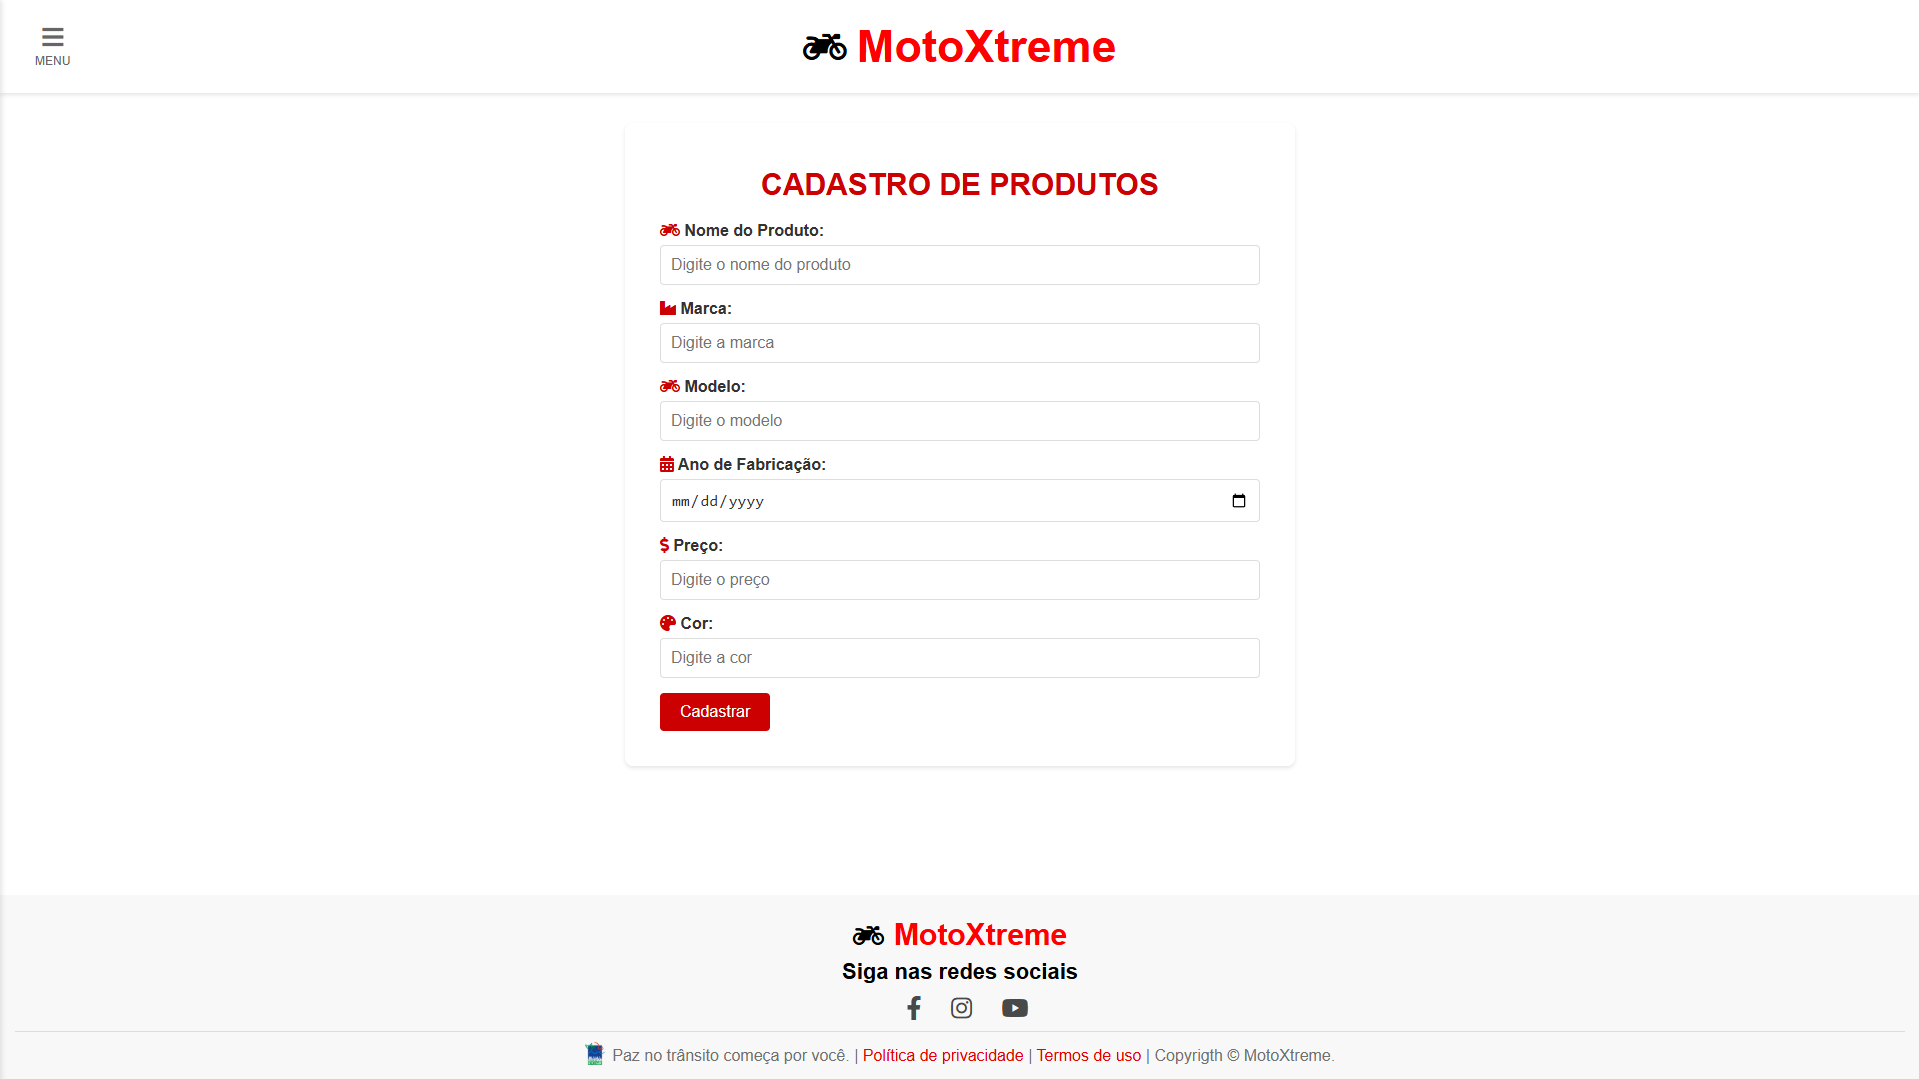 MENU
MotoXtreme
CADASTRO DE PRODUTOS
Nome do Produto:
Digite o nome do produto
Marca:
Digite a marca
Modelo:
Digite o modelo
Ano de Fabricação:
mm/dd/yyyy
Preço:
Digite o preço
Cor:
Digite a cor
Cadastrar
MotoXtreme
Siga nas redes sociais
Paz no trânsito começa por você. | Política de privacidade | Termos de uso | Copyrigth © MotoXtreme.